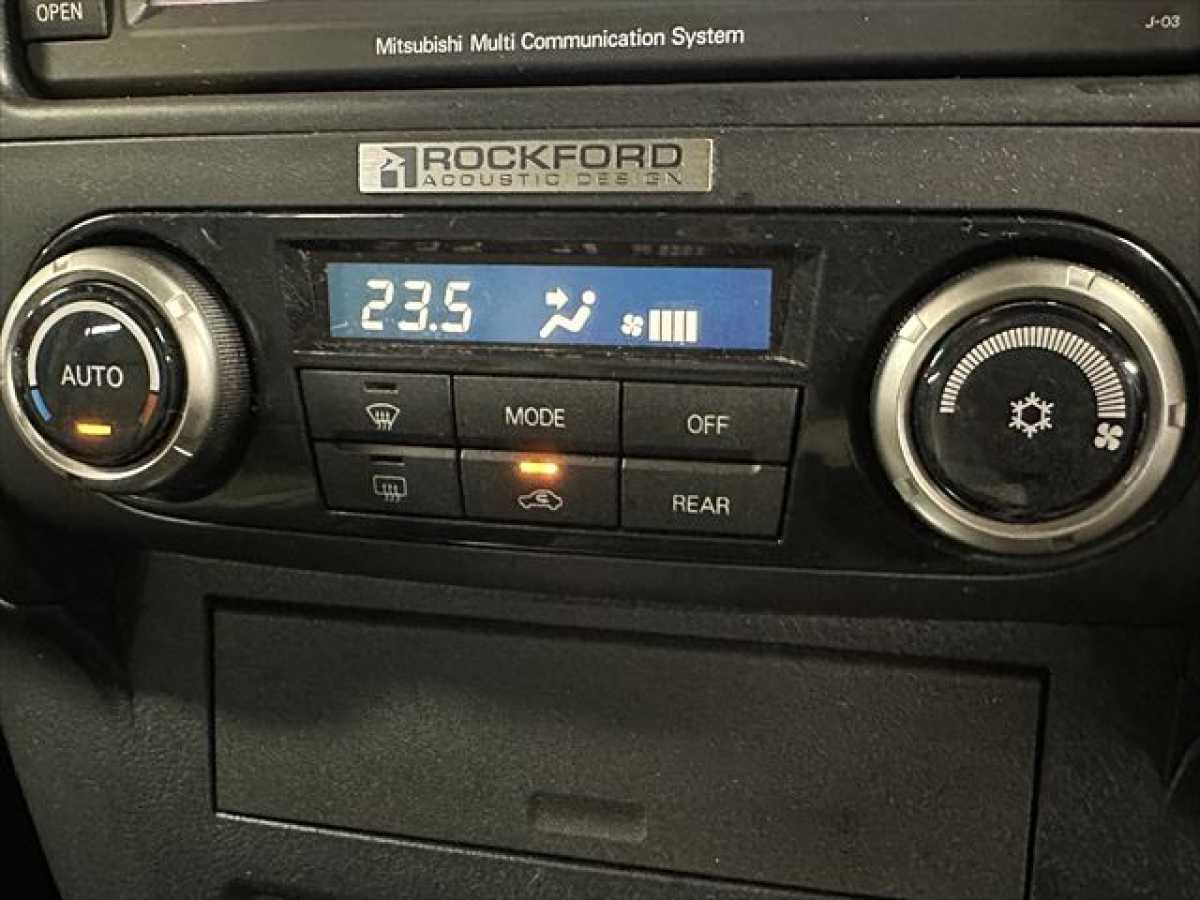 OPEN
Mitsubishi Multi Communication System
J-03
ROCKFORD
ACOUSTIC DESIGN
23.5
AUTO
MODE
OFF
REAR